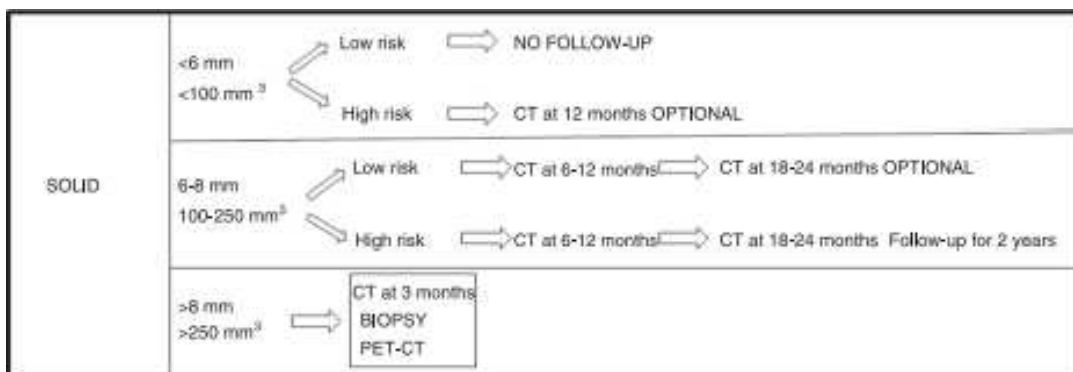 SOLID
<6 mm
<100 mm³
Low risk
NO FOLLOW-UP
High risk
CT at 12 months OPTIONAL
6-8 mm
100-250 mm³
Low risk
CT at 6-12 months
CT at 18-24 months OPTIONAL
High risk
CT at 6-12 months
CT at 18-24 months Follow-up for 2 years
>8 mm
>250 mm³
CT at 3 months
BIOPSY
PET-CT